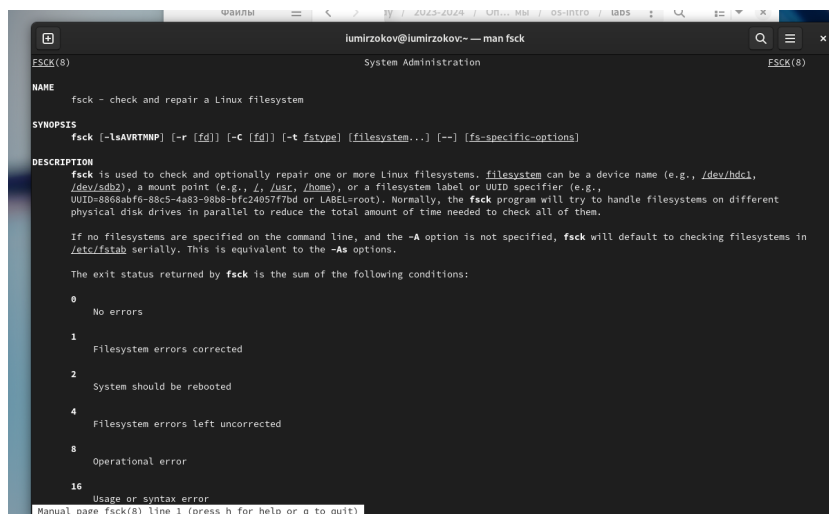 Файлы
/ 2023-2024 / Оп… мы / os-intro / labs
iumirzokov@iumirzokov:~ — man fsck
FSCK(8) System Administration FSCK(8)
NAME
fsck - check and repair a Linux filesystem
SYNOPSIS
fsck [-lsAVRTMNP] [-r [fd]] [-C [fd]] [-t fstype] [filesystem...] [--] [fs-specific-options]
DESCRIPTION
fsck is used to check and optionally repair one or more Linux filesystems. filesystem can be a device name (e.g., /dev/hdc1,
/dev/sdb2), a mount point (e.g., /, /usr, /home), or a filesystem label or UUID specifier (e.g.,
UUID=8868abf6-88c5-4a83-98b8-bfc24057f7bd or LABEL=root). Normally, the fsck program will try to handle filesystems on different
physical disk drives in parallel to reduce the total amount of time needed to check all of them.
If no filesystems are specified on the command line, and the -A option is not specified, fsck will default to checking filesystems in
/etc/fstab serially. This is equivalent to the -As options.
The exit status returned by fsck is the sum of the following conditions:
0
No errors
1
Filesystem errors corrected
2
System should be rebooted
4
Filesystem errors left uncorrected
8
Operational error
16
Usage or syntax error
Manual page fsck(8) line 1 (press h for help or q to quit)